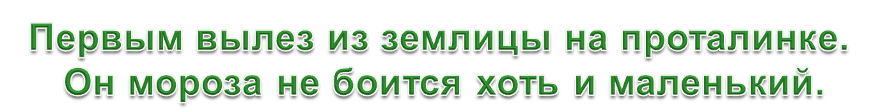 Первым вылез из землицы на проталинке.
Он мороза не боится хоть и маленький.